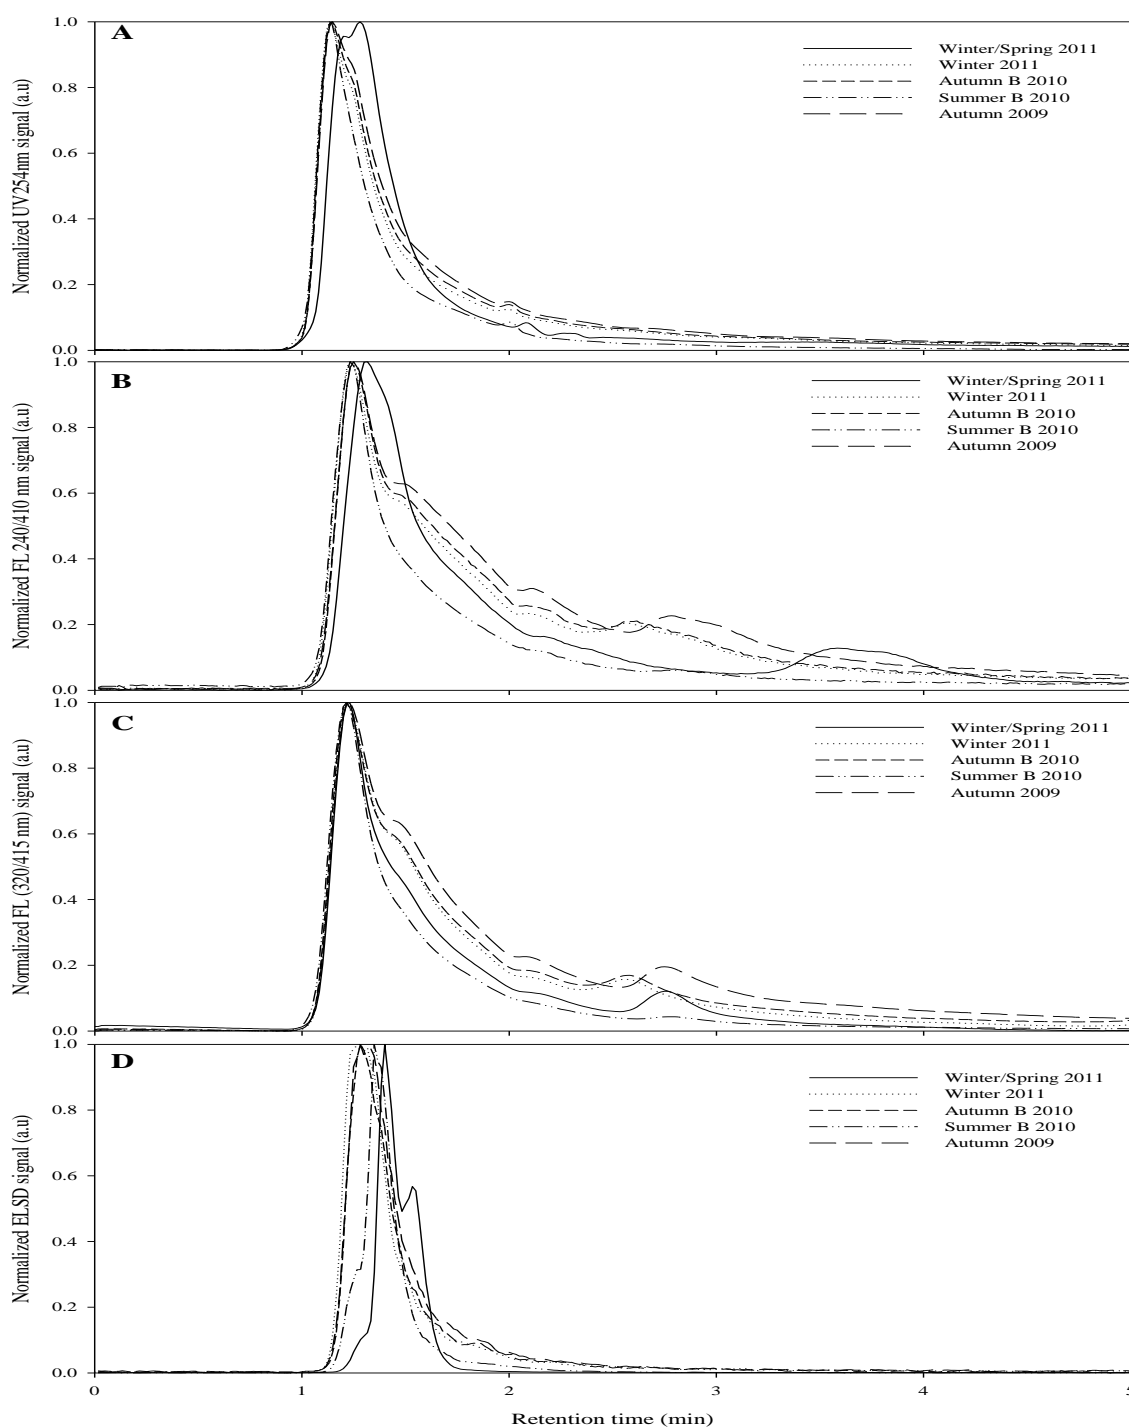 A
1.0
0.8
0.6
0.4
0.2
0.0
Normalized UV254nm signal (a.u)
Winter/Spring 2011
Winter 2011
Autumn B 2010
Summer B 2010
Autumn 2009
B
1.0
0.8
0.6
0.4
0.2
0.0
Normalized FL 240/410 nm signal (a.u)
Winter/Spring 2011
Winter 2011
Autumn B 2010
Summer B 2010
Autumn 2009
C
1.0
0.8
0.6
0.4
0.2
0.0
Normalized FL (320/415 nm) signal (a.u)
Winter/Spring 2011
Winter 2011
Autumn B 2010
Summer B 2010
Autumn 2009
D
1.0
0.8
0.6
0.4
0.2
0.0
Normalized ELSD signal (a.u)
Winter/Spring 2011
Winter 2011
Autumn B 2010
Summer B 2010
Autumn 2009
0 1 2 3 4 5
Retention time (min)